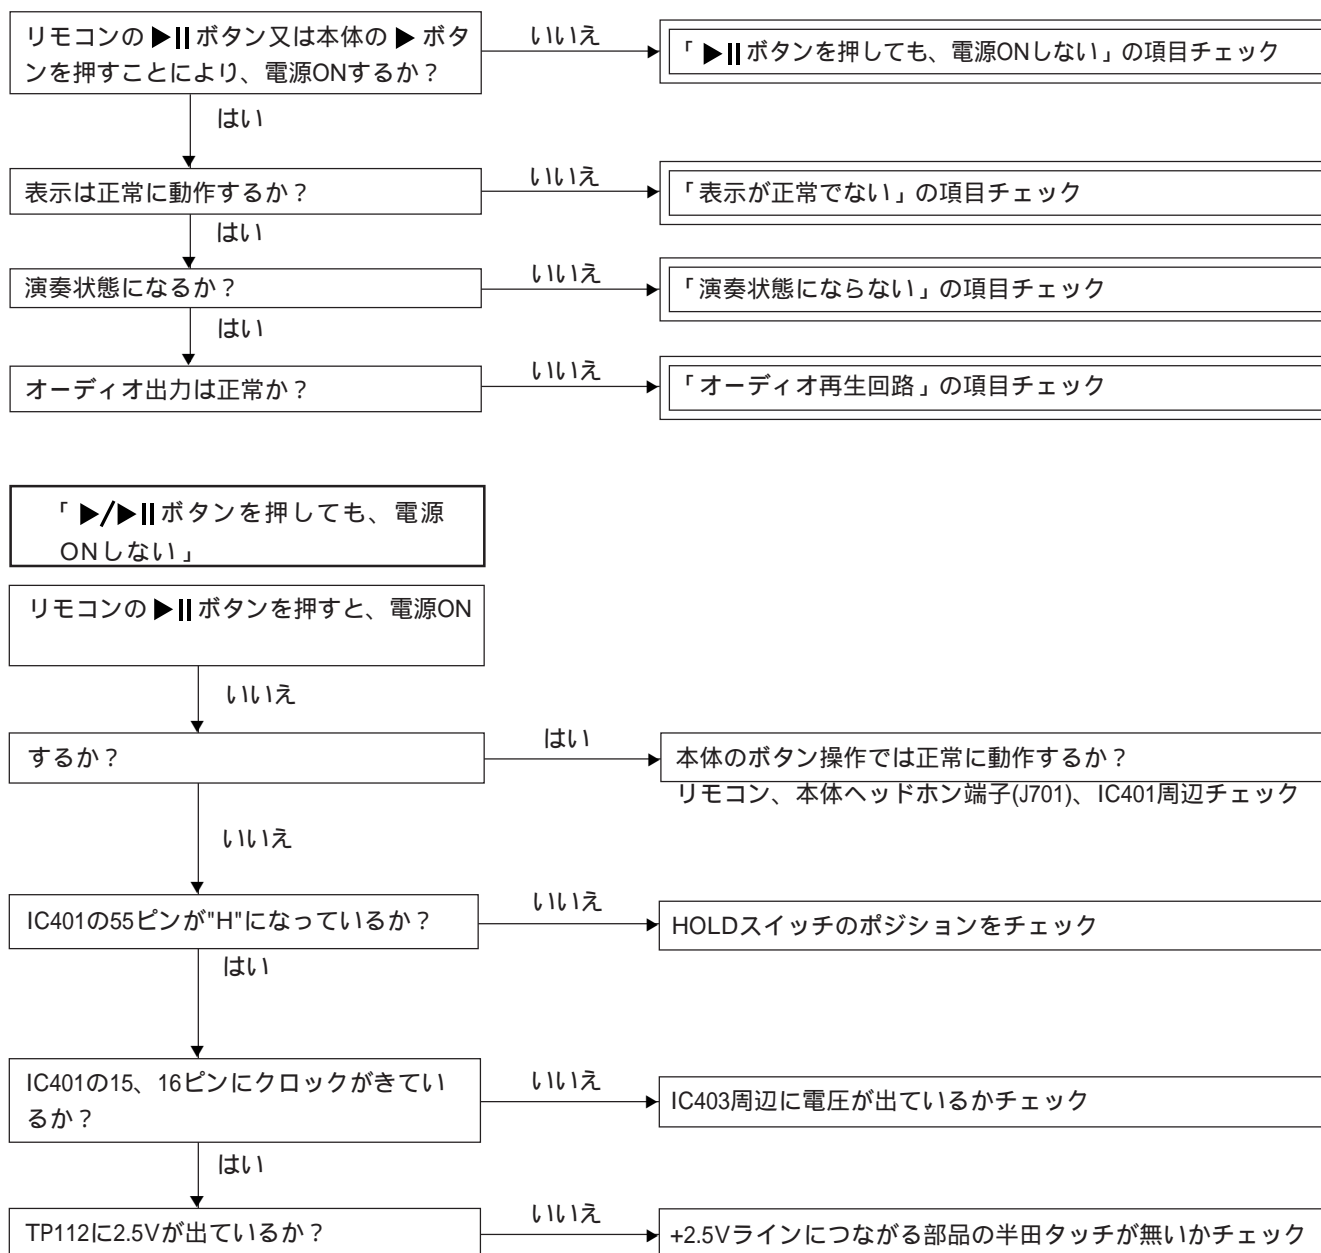 リモコンの ▶II ボタン又は本体の ▶ ボタ
ンを押すことにより、電源ONするか？
いいえ
「 ▶II ボタンを押しても、電源ONしない」の項目チェック
はい
表示は正常に動作するか？
いいえ
「表示が正常でない」の項目チェック
はい
演奏状態になるか？
いいえ
「演奏状態にならない」の項目チェック
はい
オーディオ出力は正常か？
いいえ
「オーディオ再生回路」の項目チェック
「 ▶/▶II ボタンを押しても、電源
ONしない」
リモコンの ▶II ボタンを押すと、電源ON
いいえ
するか？
はい
本体のボタン操作では正常に動作するか？
リモコン、本体ヘッドホン端子(J701)、IC401周辺チェック
いいえ
IC401の55ピンが"H"になっているか？
いいえ
HOLDスイッチのポジションをチェック
はい
IC401の15、16ピンにクロックがきてい
るか？
いいえ
IC403周辺に電圧が出ているかチェック
はい
TP112に2.5Vが出ているか？
いいえ
+2.5Vラインにつながる部品の半田タッチが無いかチェック